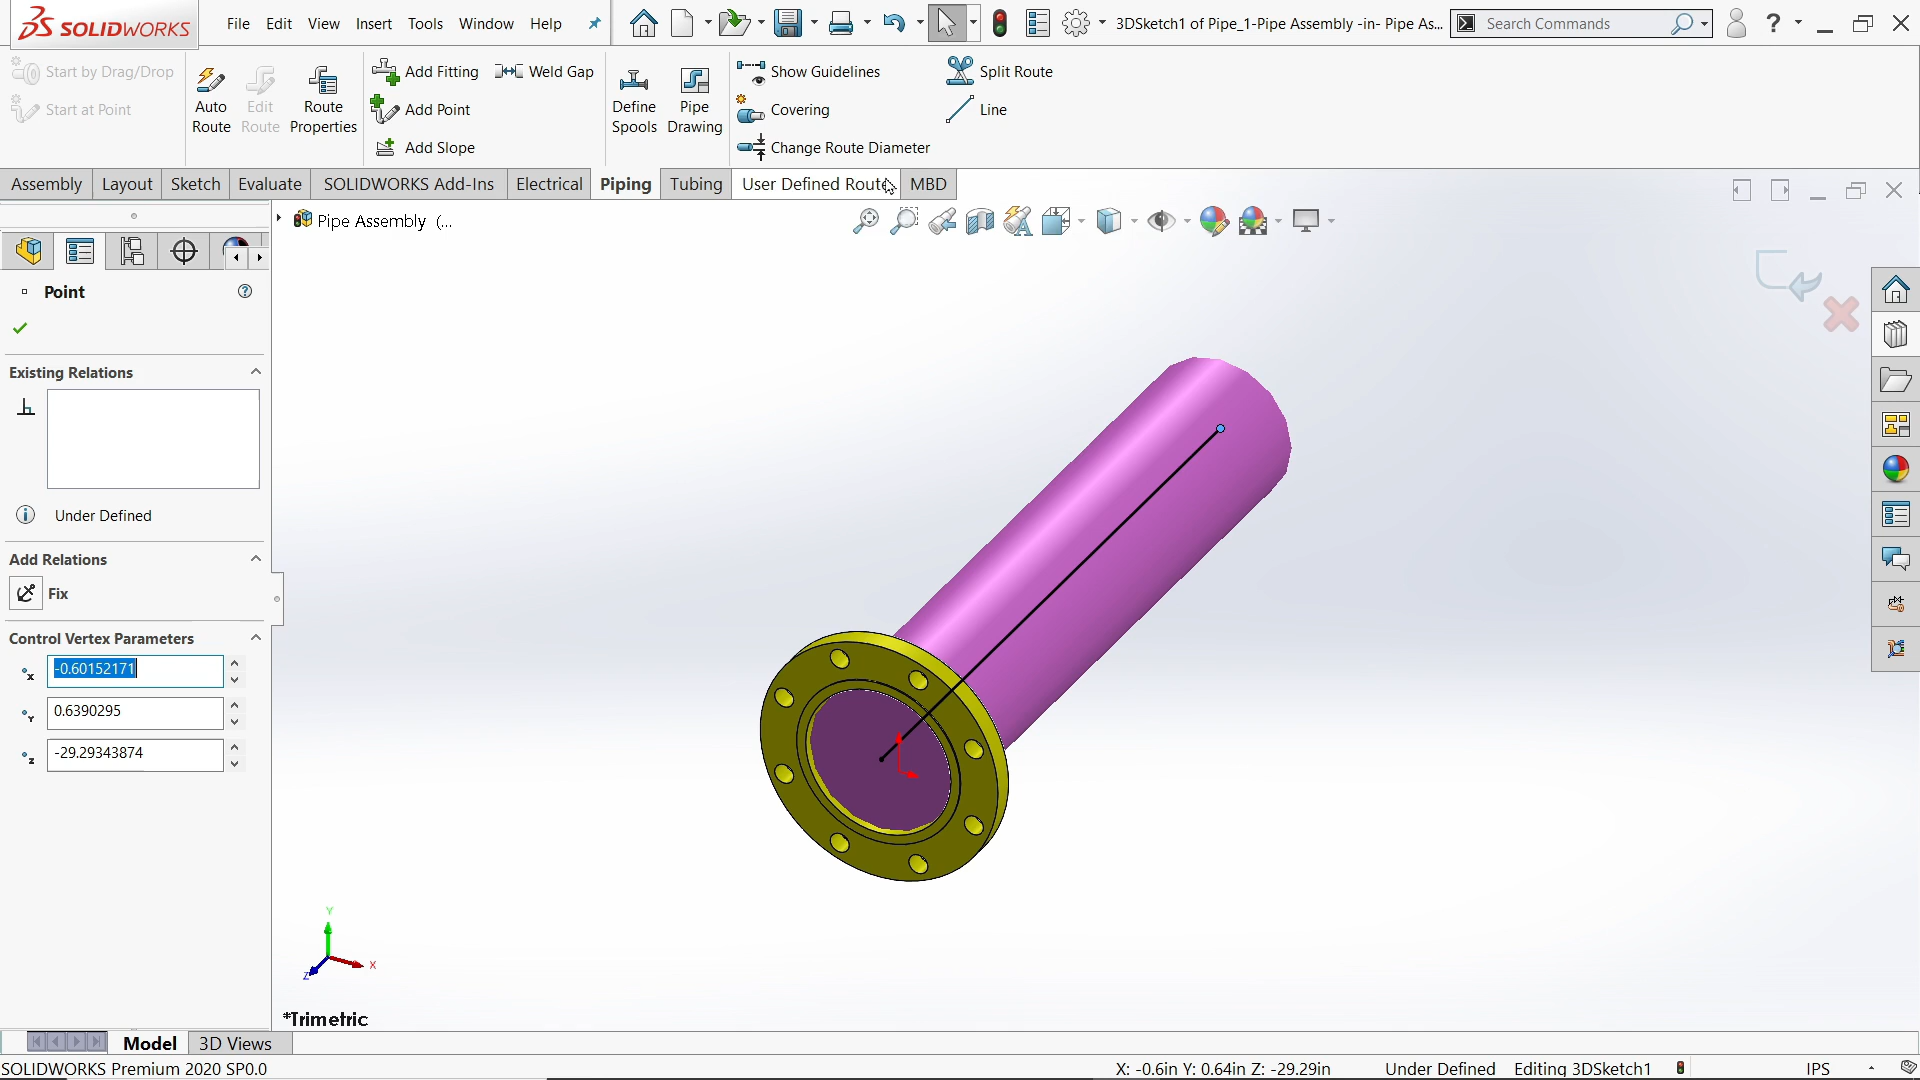 SOLIDWORKS File Edit View Insert Tools Window Help 3DSketch1 of Pipe_1-Pipe Assembly -in- Pipe As... Search Commands ?
Start by Drag/Drop
Start at Point
Auto Route
Edit Route
Route Properties
Add Fitting Weld Gap
Add Point
Add Slope
Define Spools
Pipe Drawing
Show Guidelines
Covering
Change Route Diameter
Split Route
Line
Assembly Layout Sketch Evaluate SOLIDWORKS Add-Ins Electrical Piping Tubing User Defined Route MBD
Pipe Assembly (...
Point
Existing Relations
Under Defined
Add Relations
Fix
Control Vertex Parameters
X -0.60152171
Y 0.6390295
Z -29.29343874
Y
X
Z
*Trimetric
Model 3D Views
SOLIDWORKS Premium 2020 SP0.0 X: -0.6in Y: 0.64in Z: -29.29in Under Defined Editing 3DSketch1 IPS